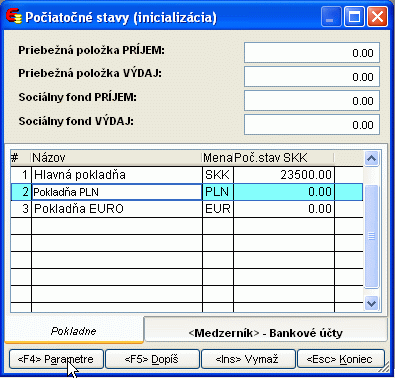 Počiatočné stavy (inicializácia)
Priebežná položka PRÍJEM: 0.00
Priebežná položka VÝDAJ: 0.00
Sociálny fond PRÍJEM: 0.00
Sociálny fond VÝDAJ: 0.00
# Názov Mena Poč.stav SKK
1 Hlavná pokladňa SKK 23500.00
2 Pokladňa PLN PLN 0.00
3 Pokladňa EURO EUR 0.00
Pokladne <Medzerník> - Bankové účty
<F4> Parametre <F5> Dopíš <Ins> Vymaž <Esc> Koniec